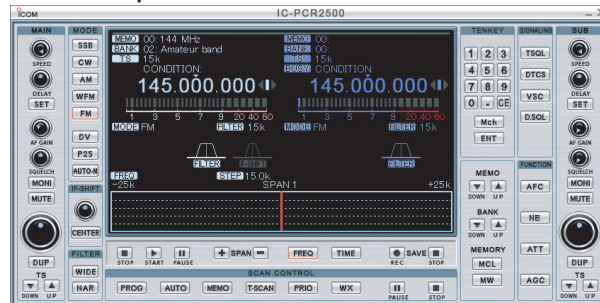 ICOM IC-PCR2500
MAIN MODE TENKEY SIGNALING SUB
MEMO 00: 144 MHz MEMO 00:
BANK 02: Amateur band BANK 00:
TS 15k TS 15k
CONDITION: BUSY CONDITION:
145.000.000 145.000.000
1 3 5 7 9 20 40 60 1 3 5 7 9 20 40 60
MODE FM FILTER 15k MODE FM FILTER 15k
FILTER F-SHIFT FILTER
FREQ STEP 15.0k
-25k SPAN 1 +25k
SPEED
DELAY
SET
AF GAIN
SQUELCH
MONI
MUTE
DUP
TS
DOWN UP
SSB
CW
AM
WFM
FM
DV
P25
AUTO-M
IF-SHIFT
CENTER
FILTER
WIDE
NAR
STOP START PAUSE SPAN FREQ TIME REC SAVE STOP
SCAN CONTROL
PROG AUTO MEMO T-SCAN PRIO WX PAUSE STOP
1 2 3
4 5 6
7 8 9
0 . CE
Mch
ENT
MEMO
DOWN UP
BANK
DOWN UP
MEMORY
MCL
MW
TSQL
DTCS
VSC
D.SQL
FUNCTION
AFC
NB
ATT
AGC
SPEED
DELAY
SET
AF GAIN
SQUELCH
MONI
MUTE
DUP
TS
DOWN UP